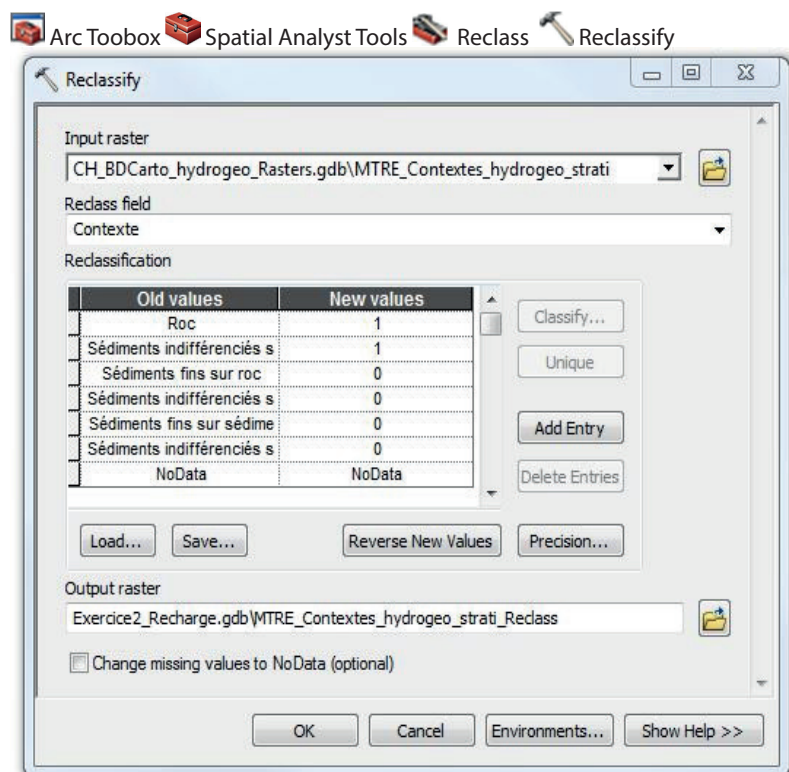 Arc Toobox Spatial Analyst Tools Reclass Reclassify
Reclassify
Input raster
CH_BDCarto_hydrogeo_Rasters.gdb\MTRE_Contextes_hydrogeo_strati
Reclass field
Contexte
Reclassification
Old values New values
Roc 1
Sédiments indifférenciés s 1
Sédiments fins sur roc 0
Sédiments indifférenciés s 0
Sédiments fins sur sédime 0
Sédiments indifférenciés s 0
NoData NoData
Classify...
Unique
Add Entry
Delete Entries
Load... Save... Reverse New Values Precision...
Output raster
Exercice2_Recharge.gdb\MTRE_Contextes_hydrogeo_strati_Reclass
Change missing values to NoData (optional)
OK Cancel Environments... Show Help >>